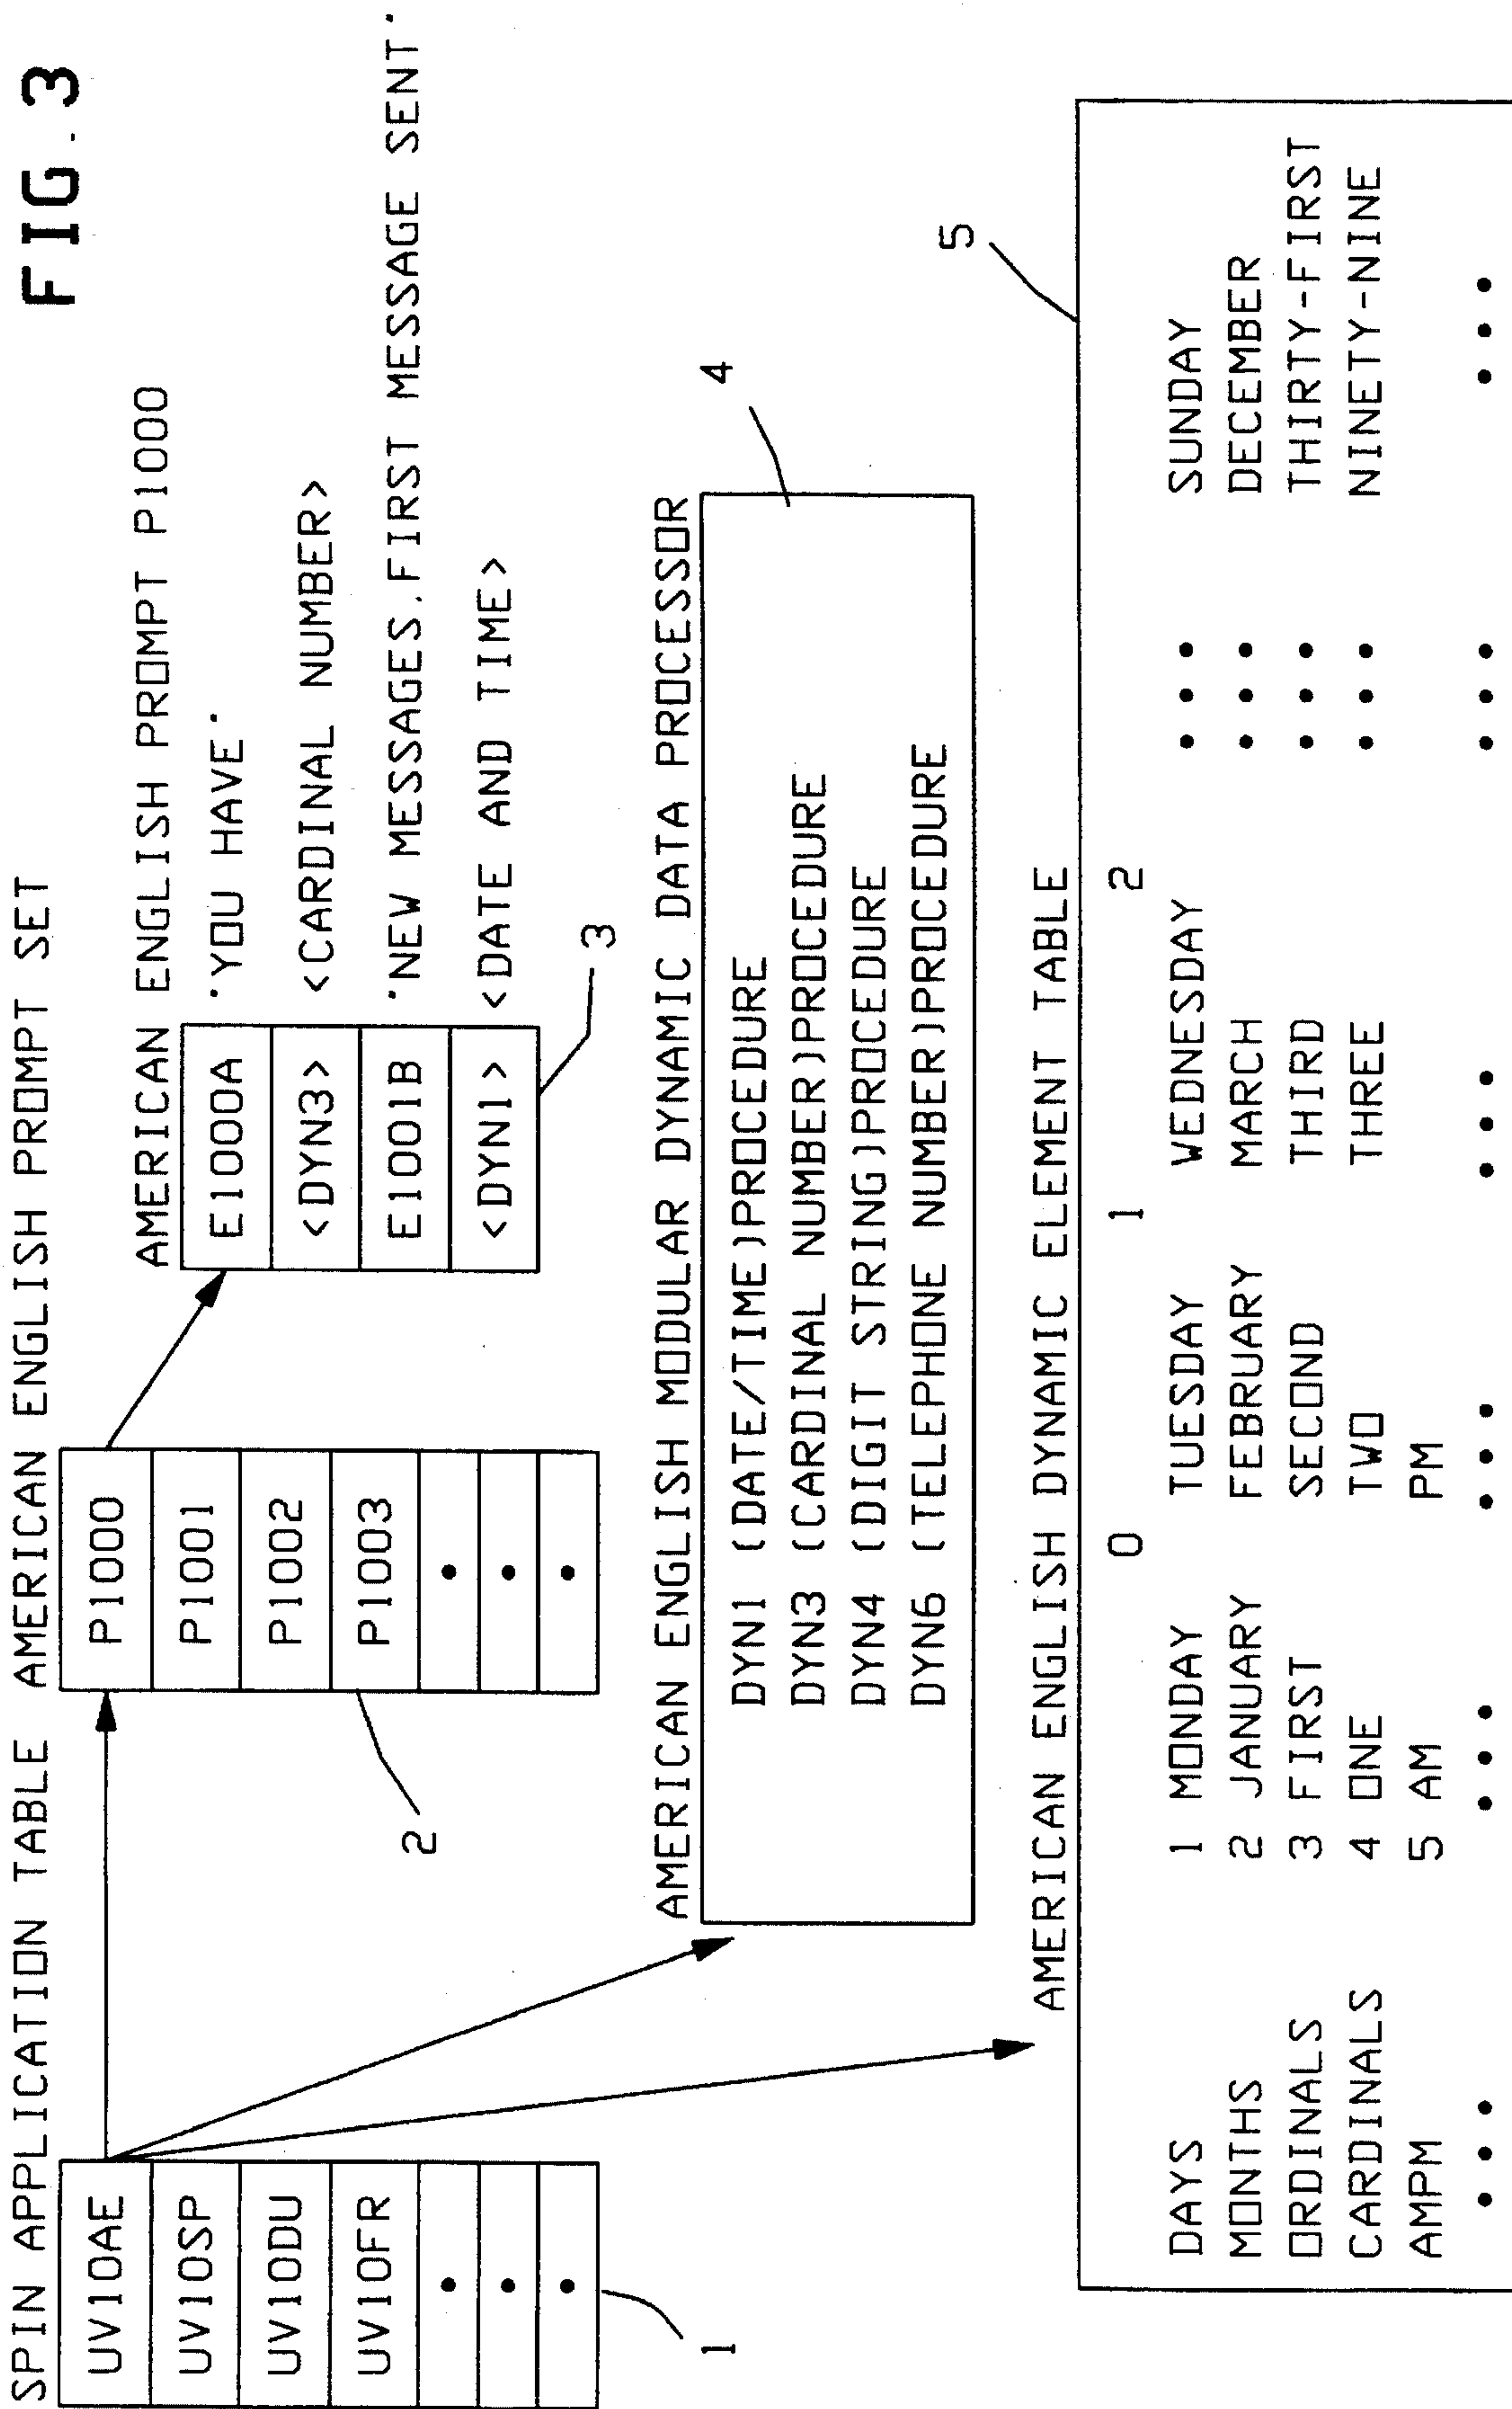 FIG. 3
SPIN APPLICATION TABLE
UV10AE
UV10SP
UV10DU
UV10FR
1
AMERICAN ENGLISH PROMPT SET
P1000
P1001
P1002
P1003
2
AMERICAN ENGLISH PROMPT P1000
E1000A 'YOU HAVE'
<DYN3> <CARDINAL NUMBER>
E1001B 'NEW MESSAGES.FIRST MESSAGE SENT'
<DYN1> <DATE AND TIME>
3
AMERICAN ENGLISH MODULAR DYNAMIC DATA PROCESSOR
4
DYN1 (DATE/TIME)PROCEDURE
DYN3 (CARDINAL NUMBER)PROCEDURE
DYN4 (DIGIT STRING)PROCEDURE
DYN6 (TELEPHONE NUMBER)PROCEDURE
AMERICAN ENGLISH DYNAMIC ELEMENT TABLE
5
0 1 2
DAYS 1 MONDAY TUESDAY WEDNESDAY • • • SUNDAY
MONTHS 2 JANUARY FEBRUARY MARCH • • • DECEMBER
ORDINALS 3 FIRST SECOND THIRD • • • THIRTY-FIRST
CARDINALS 4 ONE TWO THREE • • • NINETY-NINE
AMPM 5 AM PM
• • • • • • • • • • • • • • • • • •